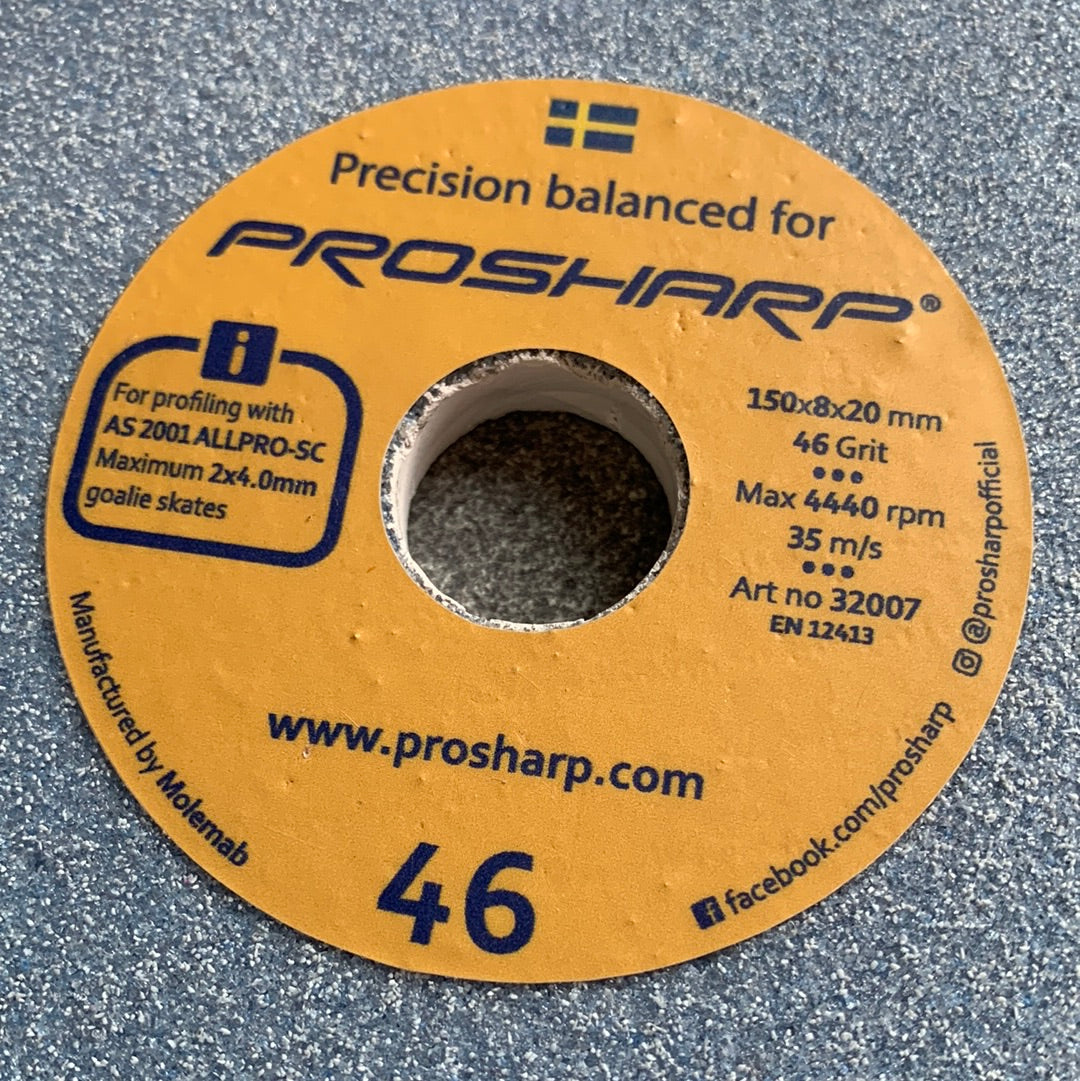 Precision balanced for
PROSHARP®
i
For profiling with
AS 2001 ALLPRO-SC
Maximum 2x4.0mm
goalie skates
150x8x20 mm
46 Grit
•••
Max 4440 rpm
35 m/s
•••
Art no 32007
EN 12413
@prosharpofficial
Manufactured by Molemab
www.prosharp.com
f facebook.com/prosharp
46